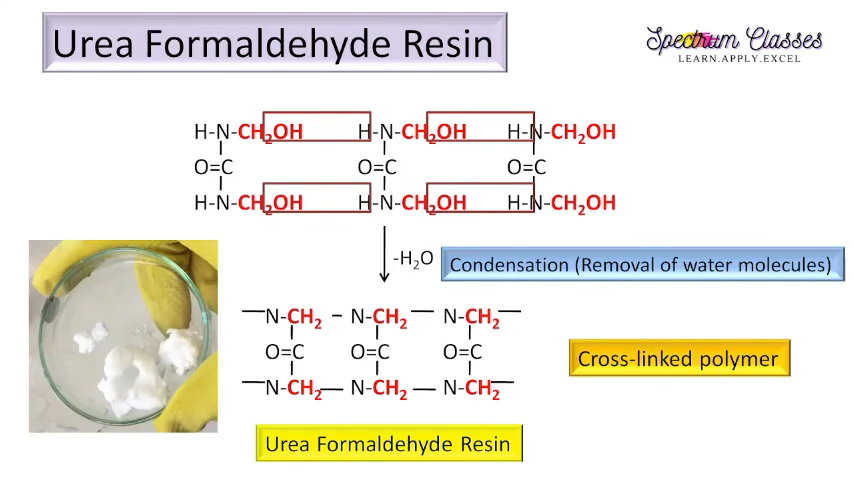 Urea Formaldehyde Resin
Spectrum Classes
LEARN.APPLY.EXCEL
H-N-CH₂OH H-N-CH₂OH H-N-CH₂OH
O=C O=C O=C
H-N-CH₂OH H-N-CH₂OH H-N-CH₂OH
-H₂O
Condensation (Removal of water molecules)
—N-CH₂ – N-CH₂ — N-CH₂—
O=C O=C O=C
—N-CH₂— N-CH₂ — N-CH₂—
Cross-linked polymer
Urea Formaldehyde Resin